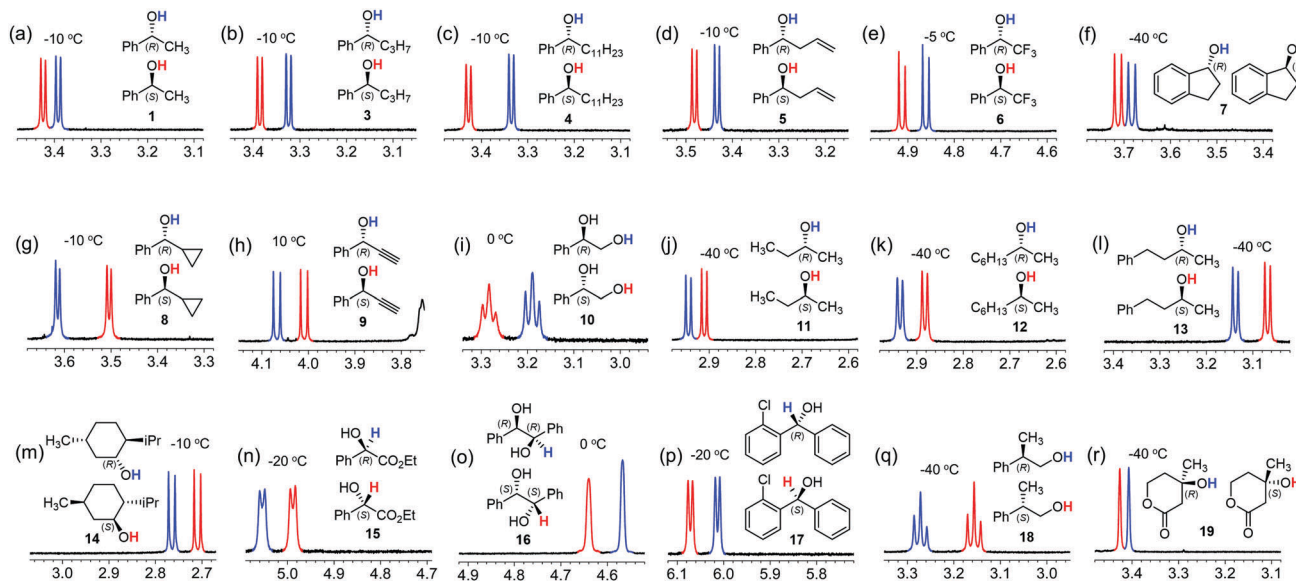 (a) -10 °C OH Ph (R) CH3 OH Ph (S) CH3 1
3.4 3.3 3.2 3.1
(b) -10 °C OH Ph (R) C3H7 OH Ph (S) C3H7 3
3.4 3.3 3.2 3.1
(c) -10 °C OH Ph (R) C11H23 OH Ph (S) C11H23 4
3.4 3.3 3.2 3.1
(d) -10 °C OH Ph (R) OH Ph (S) 5
3.5 3.4 3.3 3.2
(e) -5 °C OH Ph (S) CF3 OH Ph (R) CF3 6
4.9 4.8 4.7 4.6
(f) -40 °C OH (R) 7
3.7 3.6 3.5 3.4
(g) -10 °C OH Ph (R) OH Ph (S) 8
3.6 3.5 3.4 3.3
(h) 10 °C OH Ph (R) OH Ph (S) 9
4.1 4.0 3.9 3.8
(i) 0 °C OH Ph (R) OH OH Ph (S) OH 10
3.3 3.2 3.1 3.0
(j) -40 °C OH H3C (R) CH3 OH H3C (S) CH3 11
2.9 2.8 2.7 2.6
(k) -40 °C OH C6H13 (R) CH3 OH C6H13 (S) CH3 12
2.9 2.8 2.7 2.6
(l) -40 °C OH Ph (R) CH3 OH Ph (S) CH3 13
3.3 3.2 3.1
(m) -10 °C H3C iPr (R) OH H3C iPr (S) OH 14
3.0 2.9 2.8 2.7
(n) -20 °C HO H Ph (R) CO2Et HO H Ph (S) CO2Et 15
5.0 4.9 4.8 4.7
(o) 0 °C OH (R) Ph Ph (R) HO H OH (S) (S) Ph Ph OH H 16
4.9 4.8 4.7 4.6
(p) -20 °C Cl H OH (R) Cl H OH (S) 17
6.1 6.0 5.9 5.8
(q) -40 °C CH3 Ph (R) OH CH3 Ph (S) OH 18
3.3 3.2 3.1 3.0
(r) -40 °C CH3 OH (R) O O CH3 OH (S) O O 19
3.4 3.3 3.2 3.1